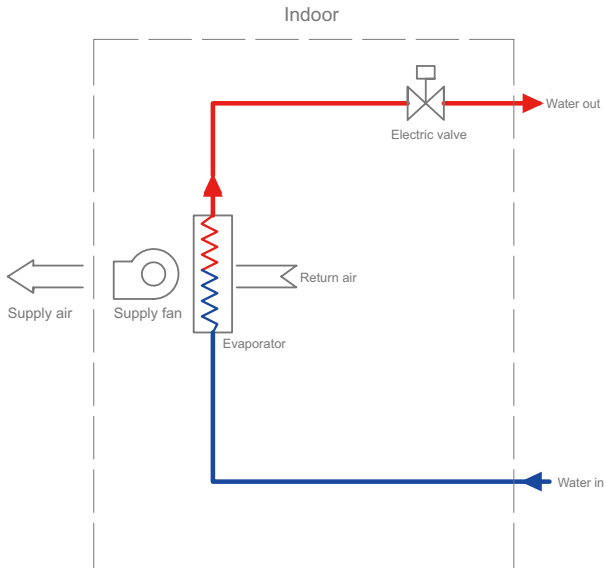 Indoor
Water out
Electric valve
Return air
Supply air
Supply fan
Evaporator
Water in